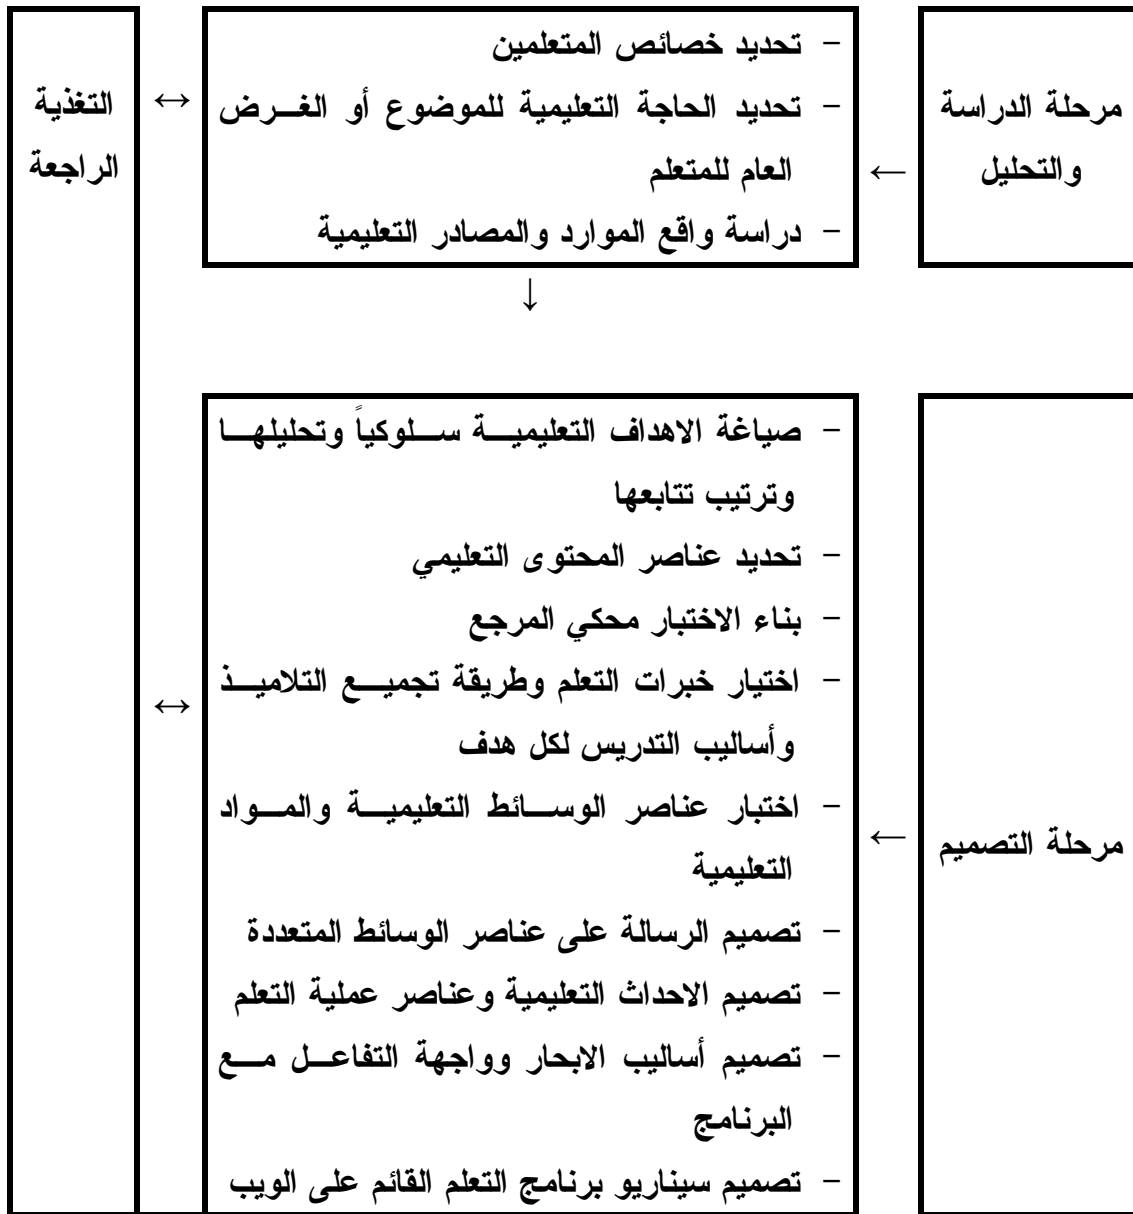 مرحلة الدراسة
والتحليل
←
- تحديد خصائص المتعلمين
- تحديد الحاجة التعليمية للموضوع أو الغرض
العام للمتعلم
- دراسة واقع الموارد والمصادر التعليمية
↔
التغذية
الراجعة
↓
مرحلة التصميم
←
- صياغة الاهداف التعليمية سلوكياً وتحليلها
وترتيب تتابعها
- تحديد عناصر المحتوى التعليمي
- بناء الاختبار محكي المرجع
- اختيار خبرات التعلم وطريقة تجميع التلاميذ
وأساليب التدريس لكل هدف
- اختبار عناصر الوسائط التعليمية والمواد
التعليمية
- تصميم الرسالة على عناصر الوسائط المتعددة
- تصميم الاحداث التعليمية وعناصر عملية التعلم
- تصميم أساليب الابحار وواجهة التفاعل مع
البرنامج
- تصميم سيناريو برنامج التعلم القائم على الويب
↔